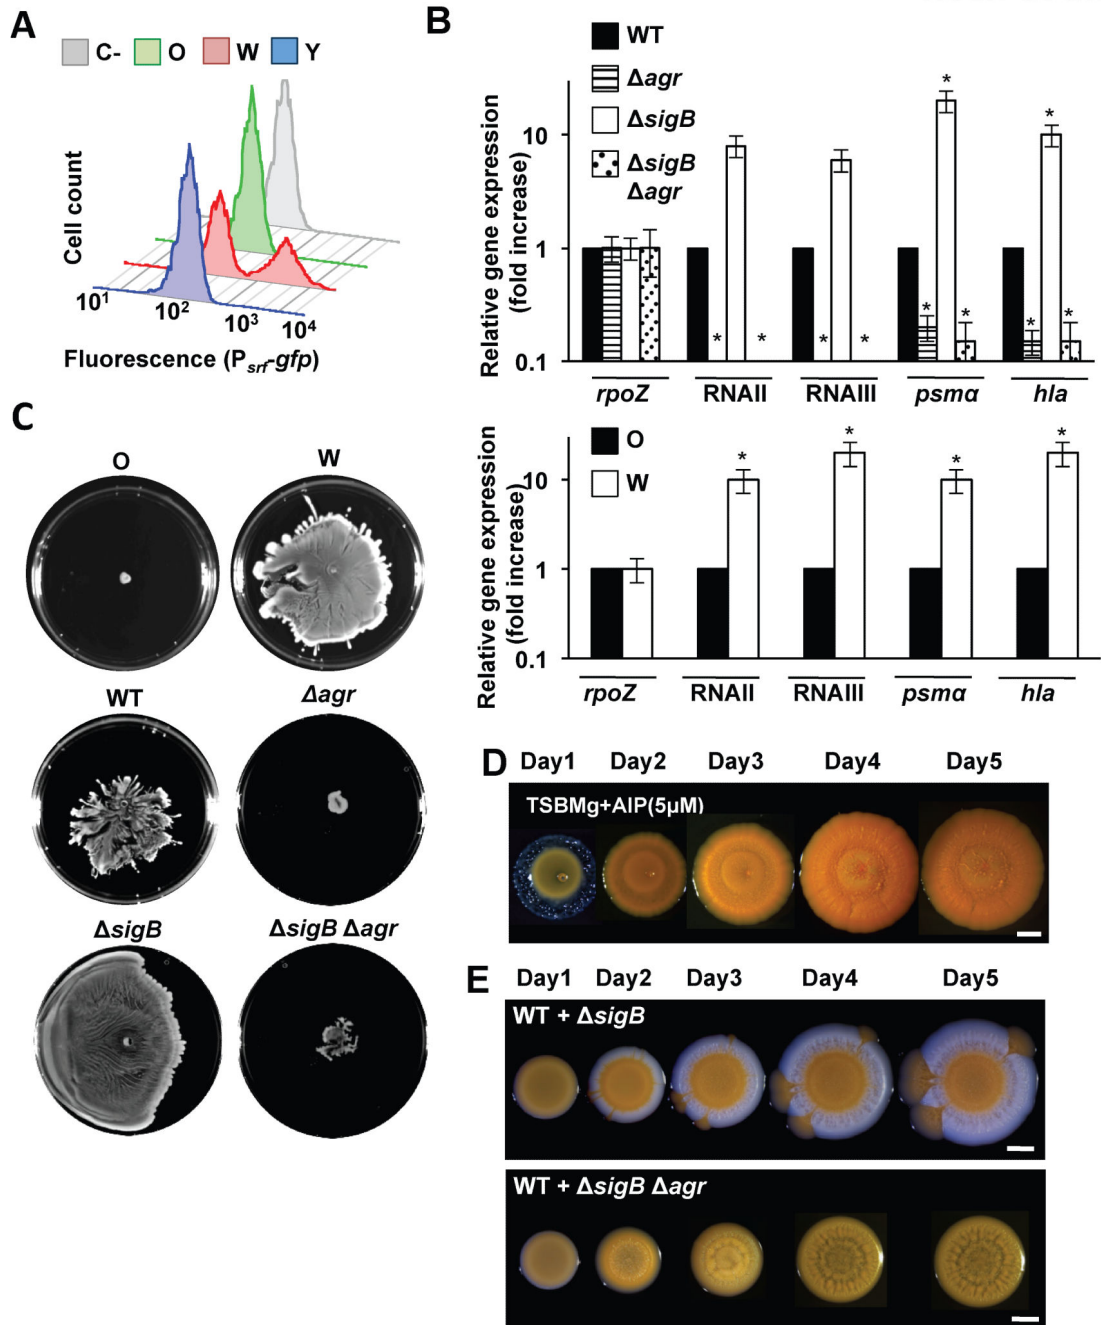 A
C- O W Y
Cell count
10¹ 10² 10³ 10⁴
Fluorescence (Psrf-gfp)
B
WT
Δagr
ΔsigB
ΔsigB
Δagr
Relative gene expression
(fold increase)
10
1
0.1
* * * * * * * * * *
rpoZ RNAII RNAIII psmα hla
O
W
Relative gene expression
(fold increase)
10
1
0.1
* * * *
rpoZ RNAII RNAIII psmα hla
C
O W
WT Δagr
ΔsigB ΔsigB Δagr
D
Day1 Day2 Day3 Day4 Day5
TSBMg+AIP(5µM)
E
Day1 Day2 Day3 Day4 Day5
WT + ΔsigB
WT + ΔsigB Δagr